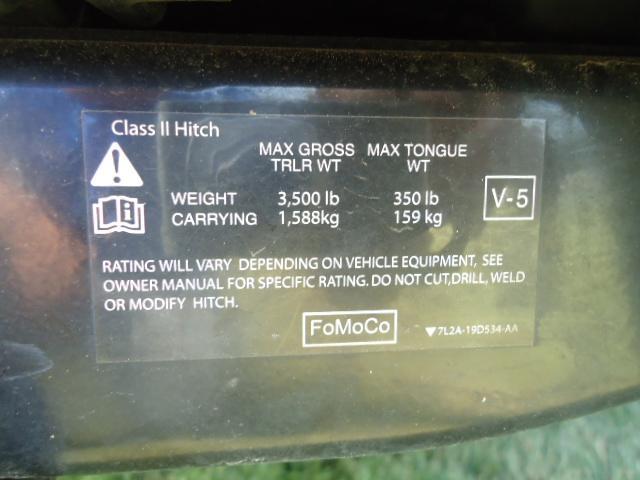 Class II Hitch
MAX GROSS MAX TONGUE
TRLR WT WT
WEIGHT 3,500 lb 350 lb
CARRYING 1,588kg 159 kg
V-5
RATING WILL VARY DEPENDING ON VEHICLE EQUIPMENT, SEE
OWNER MANUAL FOR SPECIFIC RATING. DO NOT CUT,DRILL, WELD
OR MODIFY HITCH.
FoMoCo
7L2A-19D534-AA